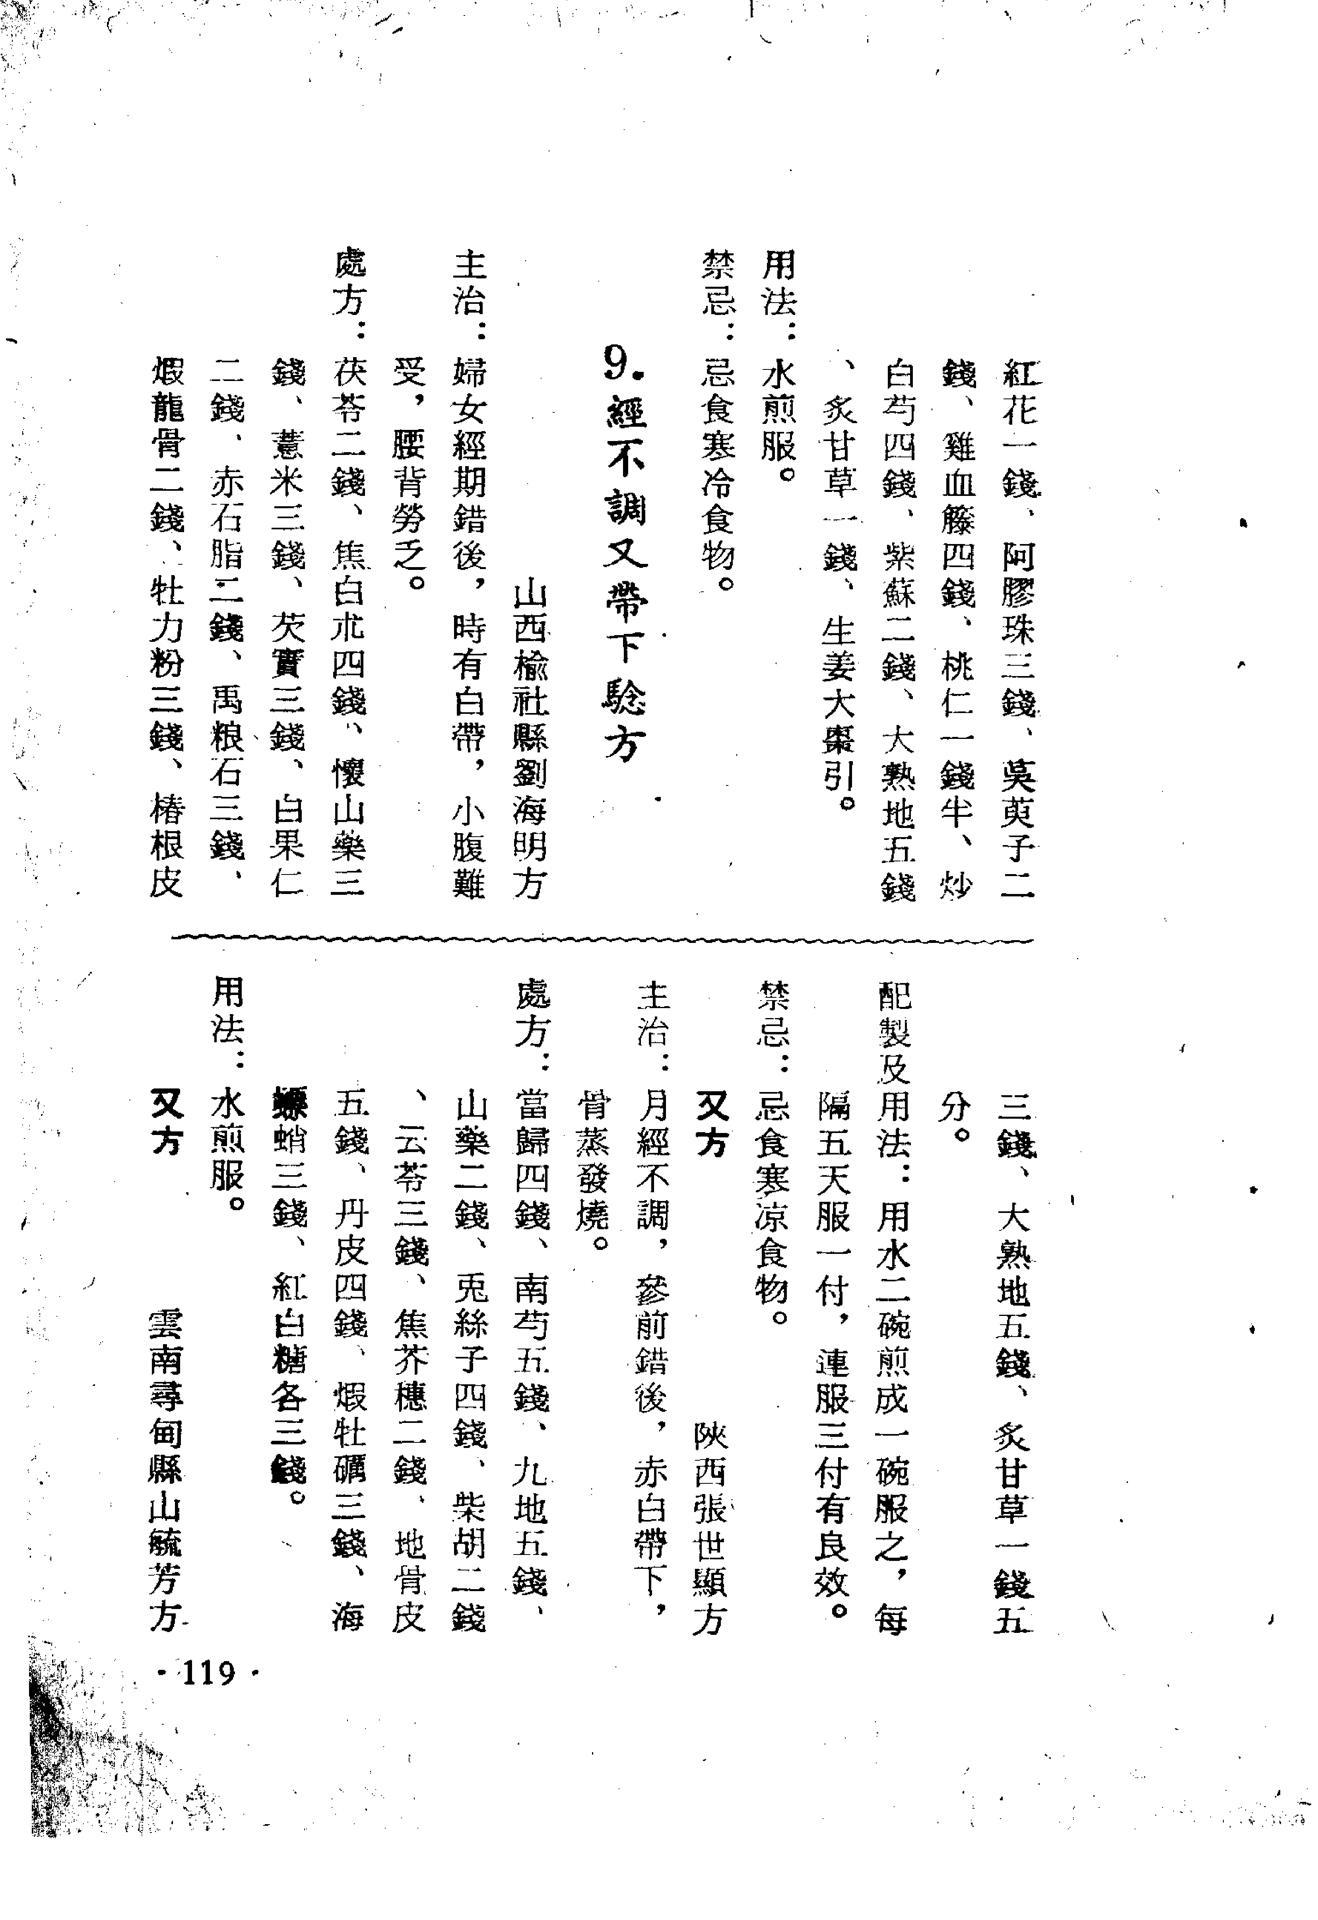 紅花一錢、阿膠珠三錢、吳萸子二
錢、雞血籐四錢、桃仁一錢半、炒
白芍四錢、紫蘇二錢、大熟地五錢
、炙甘草一錢、生姜大棗引。
用法：水煎服。
禁忌：忌食寒冷食物。
9.經不調又帶下驗方
山西榆社縣劉海明方
主治：婦女經期錯後，時有白帶，小腹難
受，腰背勞乏。
處方：茯苓二錢、焦白朮四錢、懷山藥三
錢、薏米三錢、芡實三錢、白果仁
二錢、赤石脂二錢、禹粮石三錢、
煆龍骨二錢、牡力粉三錢、椿根皮
三錢、大熟地五錢、炙甘草一錢五
分。
配製及用法：用水二碗煎成一碗服之，每
隔五天服一付，連服三付有良效。
禁忌：忌食寒凉食物。
又方
陝西張世顯方
主治：月經不調，參前錯後，赤白帶下，
骨蒸發燒。
處方：當歸四錢、南芍五錢、九地五錢、
山藥二錢、兎絲子四錢、柴胡二錢
、云苓三錢、焦芥穗二錢、地骨皮
五錢、丹皮四錢、煆牡礪三錢、海
螵蛸三錢、紅白糖各三錢。
用法：水煎服。
又方
雲南尋甸縣山毓芳方
·119·